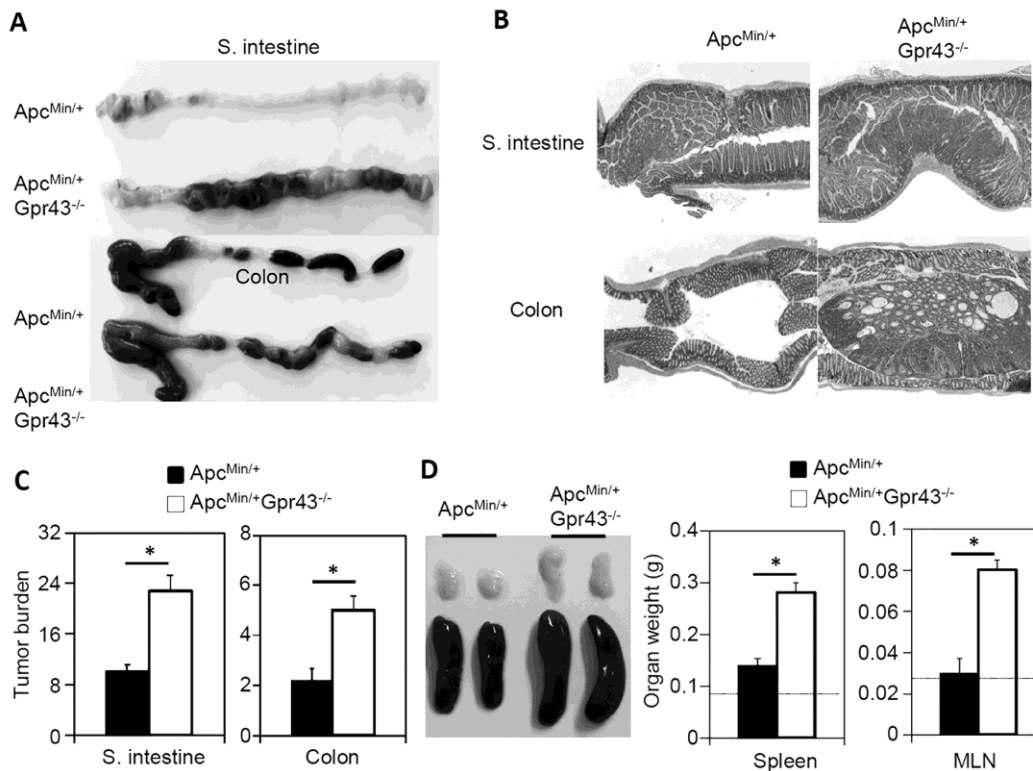 A
S. intestine
Apc^Min/+
Apc^Min/+
Gpr43^-/-
Colon
Apc^Min/+
Apc^Min/+
Gpr43^-/-
B
Apc^Min/+
Apc^Min/+
Gpr43^-/-
S. intestine
Colon
C
Apc^Min/+
Apc^Min/+Gpr43^-/-
Tumor burden
32
24
16
8
0
*
S. intestine
8
6
4
2
0
*
Colon
D
Apc^Min/+
Apc^Min/+
Gpr43^-/-
Apc^Min/+
Apc^Min/+Gpr43^-/-
Organ weight (g)
0.4
0.3
0.2
0.1
0
*
Spleen
0.1
0.08
0.06
0.04
0.02
0
*
MLN